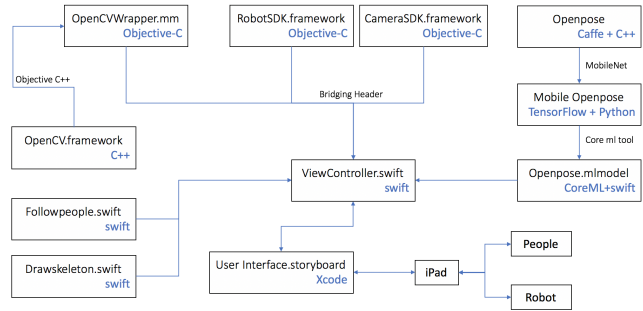 OpenCVWrapper.mm
Objective-C
RobotSDK.framework
Objective-C
CameraSDK.framework
Objective-C
Openpose
Caffe + C++
MobileNet
Objective C++
Bridging Header
Mobile Openpose
TensorFlow + Python
OpenCV.framework
C++
Core ml tool
ViewController.swift
swift
Openpose.mlmodel
CoreML+swift
Followpeople.swift
swift
Drawskeleton.swift
swift
User Interface.storyboard
Xcode
iPad
People
Robot